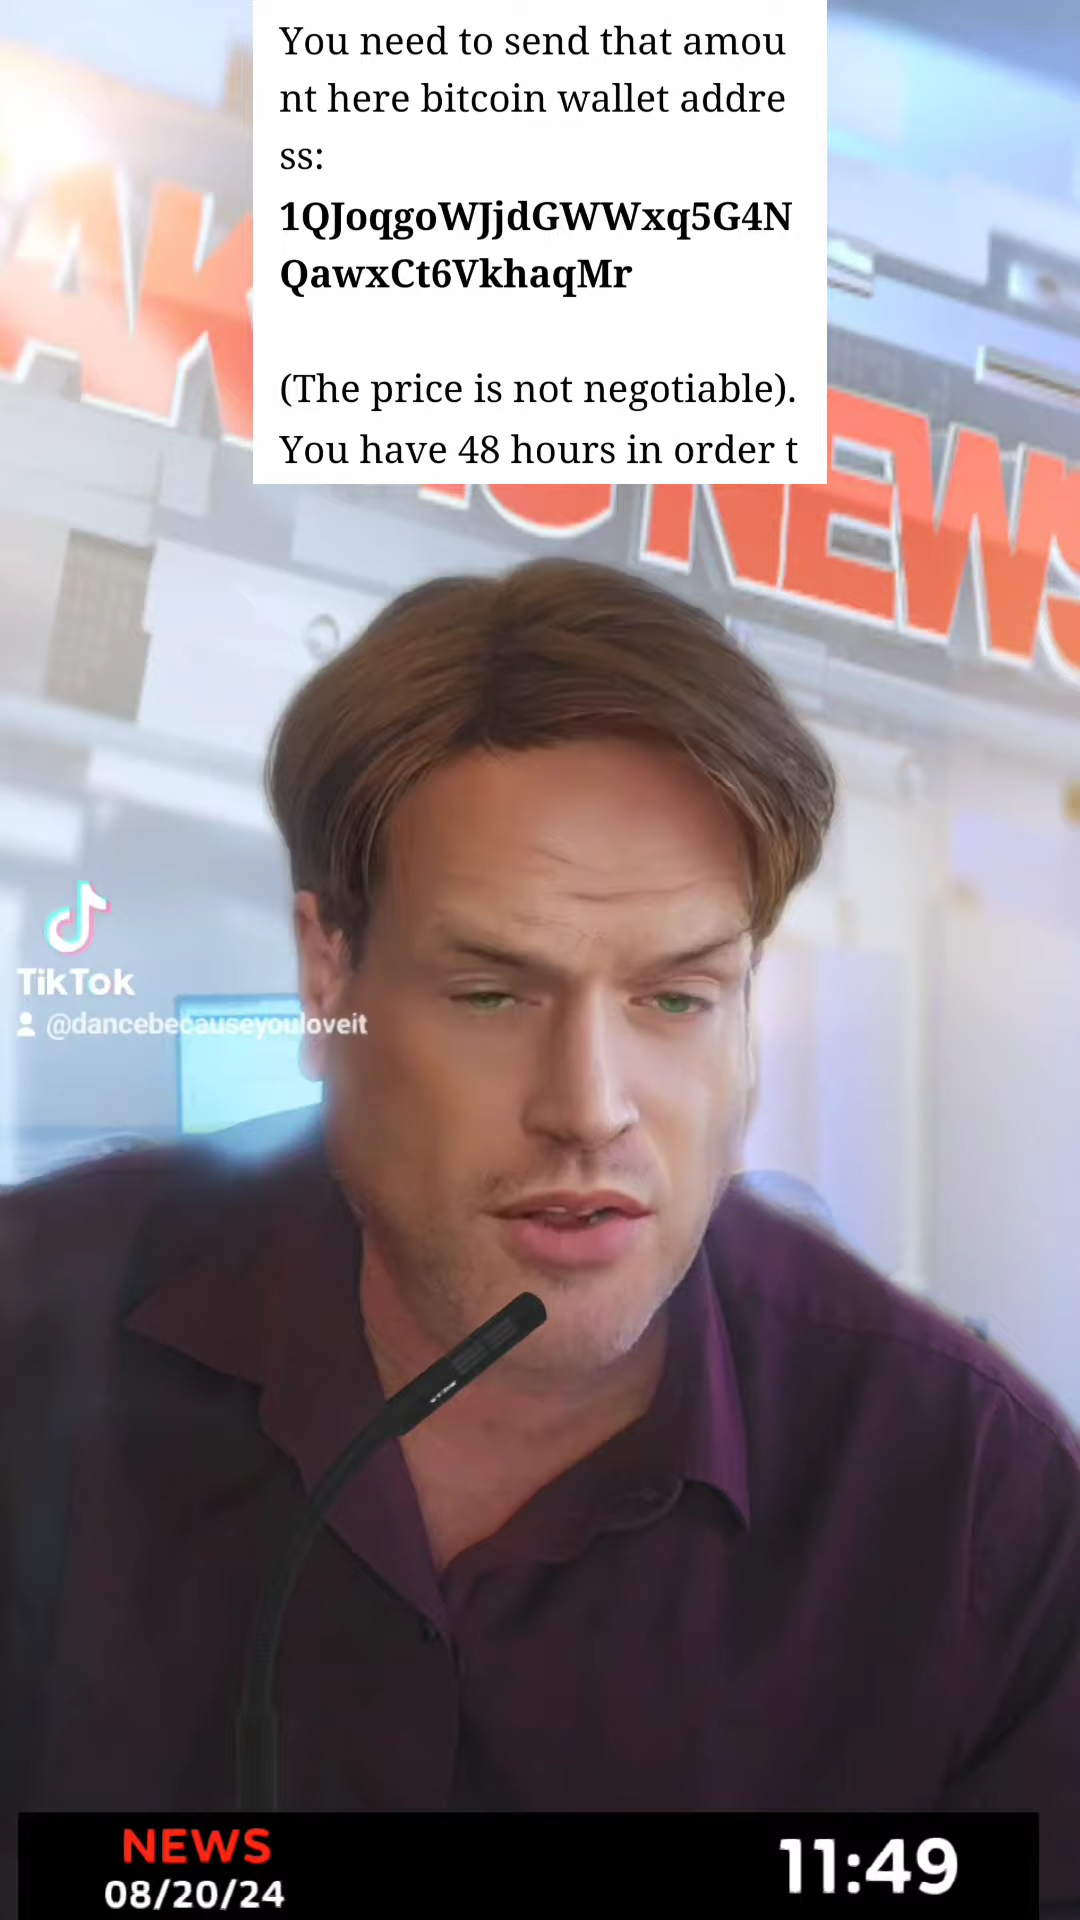 You need to send that amou
nt here bitcoin wallet addre
ss:
1QJoqgoWJjdGWWxq5G4N
QawxCt6VkhaqMr
(The price is not negotiable).
You have 48 hours in order t
NEWS
TikTok
@dancebecauseyouloveit
NEWS
08/20/24
11:49